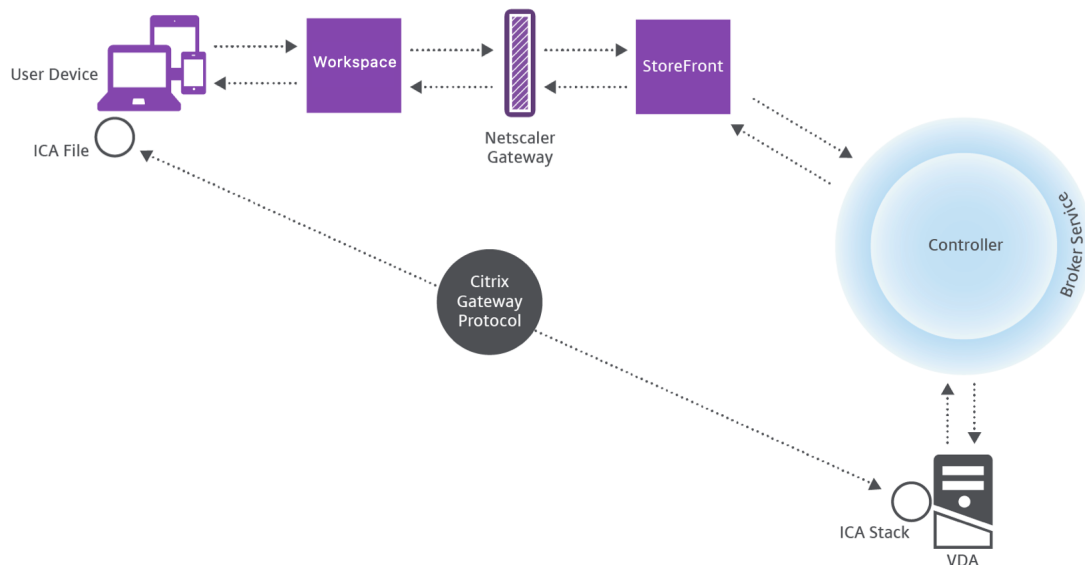 User Device
Workspace
StoreFront
Netscaler
Gateway
ICA File
Controller
Broker Service
Citrix
Gateway
Protocol
ICA Stack
VDA